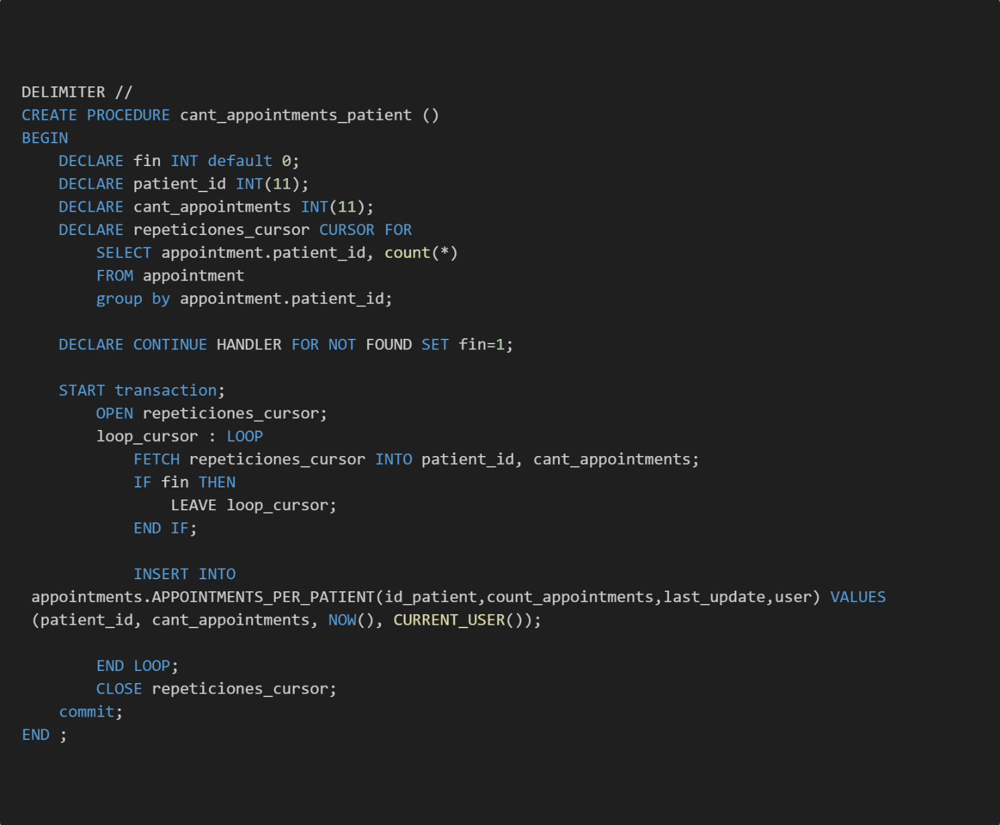 DELIMITER //
CREATE PROCEDURE cant_appointments_patient ()
BEGIN
    DECLARE fin INT default 0;
    DECLARE patient_id INT(11);
    DECLARE cant_appointments INT(11);
    DECLARE repeticiones_cursor CURSOR FOR
        SELECT appointment.patient_id, count(*)
        FROM appointment
        group by appointment.patient_id;

    DECLARE CONTINUE HANDLER FOR NOT FOUND SET fin=1;

    START transaction;
        OPEN repeticiones_cursor;
        loop_cursor : LOOP
            FETCH repeticiones_cursor INTO patient_id, cant_appointments;
            IF fin THEN
                LEAVE loop_cursor;
            END IF;

            INSERT INTO
 appointments.APPOINTMENTS_PER_PATIENT(id_patient,count_appointments,last_update,user) VALUES
 (patient_id, cant_appointments, NOW(), CURRENT_USER());

        END LOOP;
        CLOSE repeticiones_cursor;
    commit;
END ;